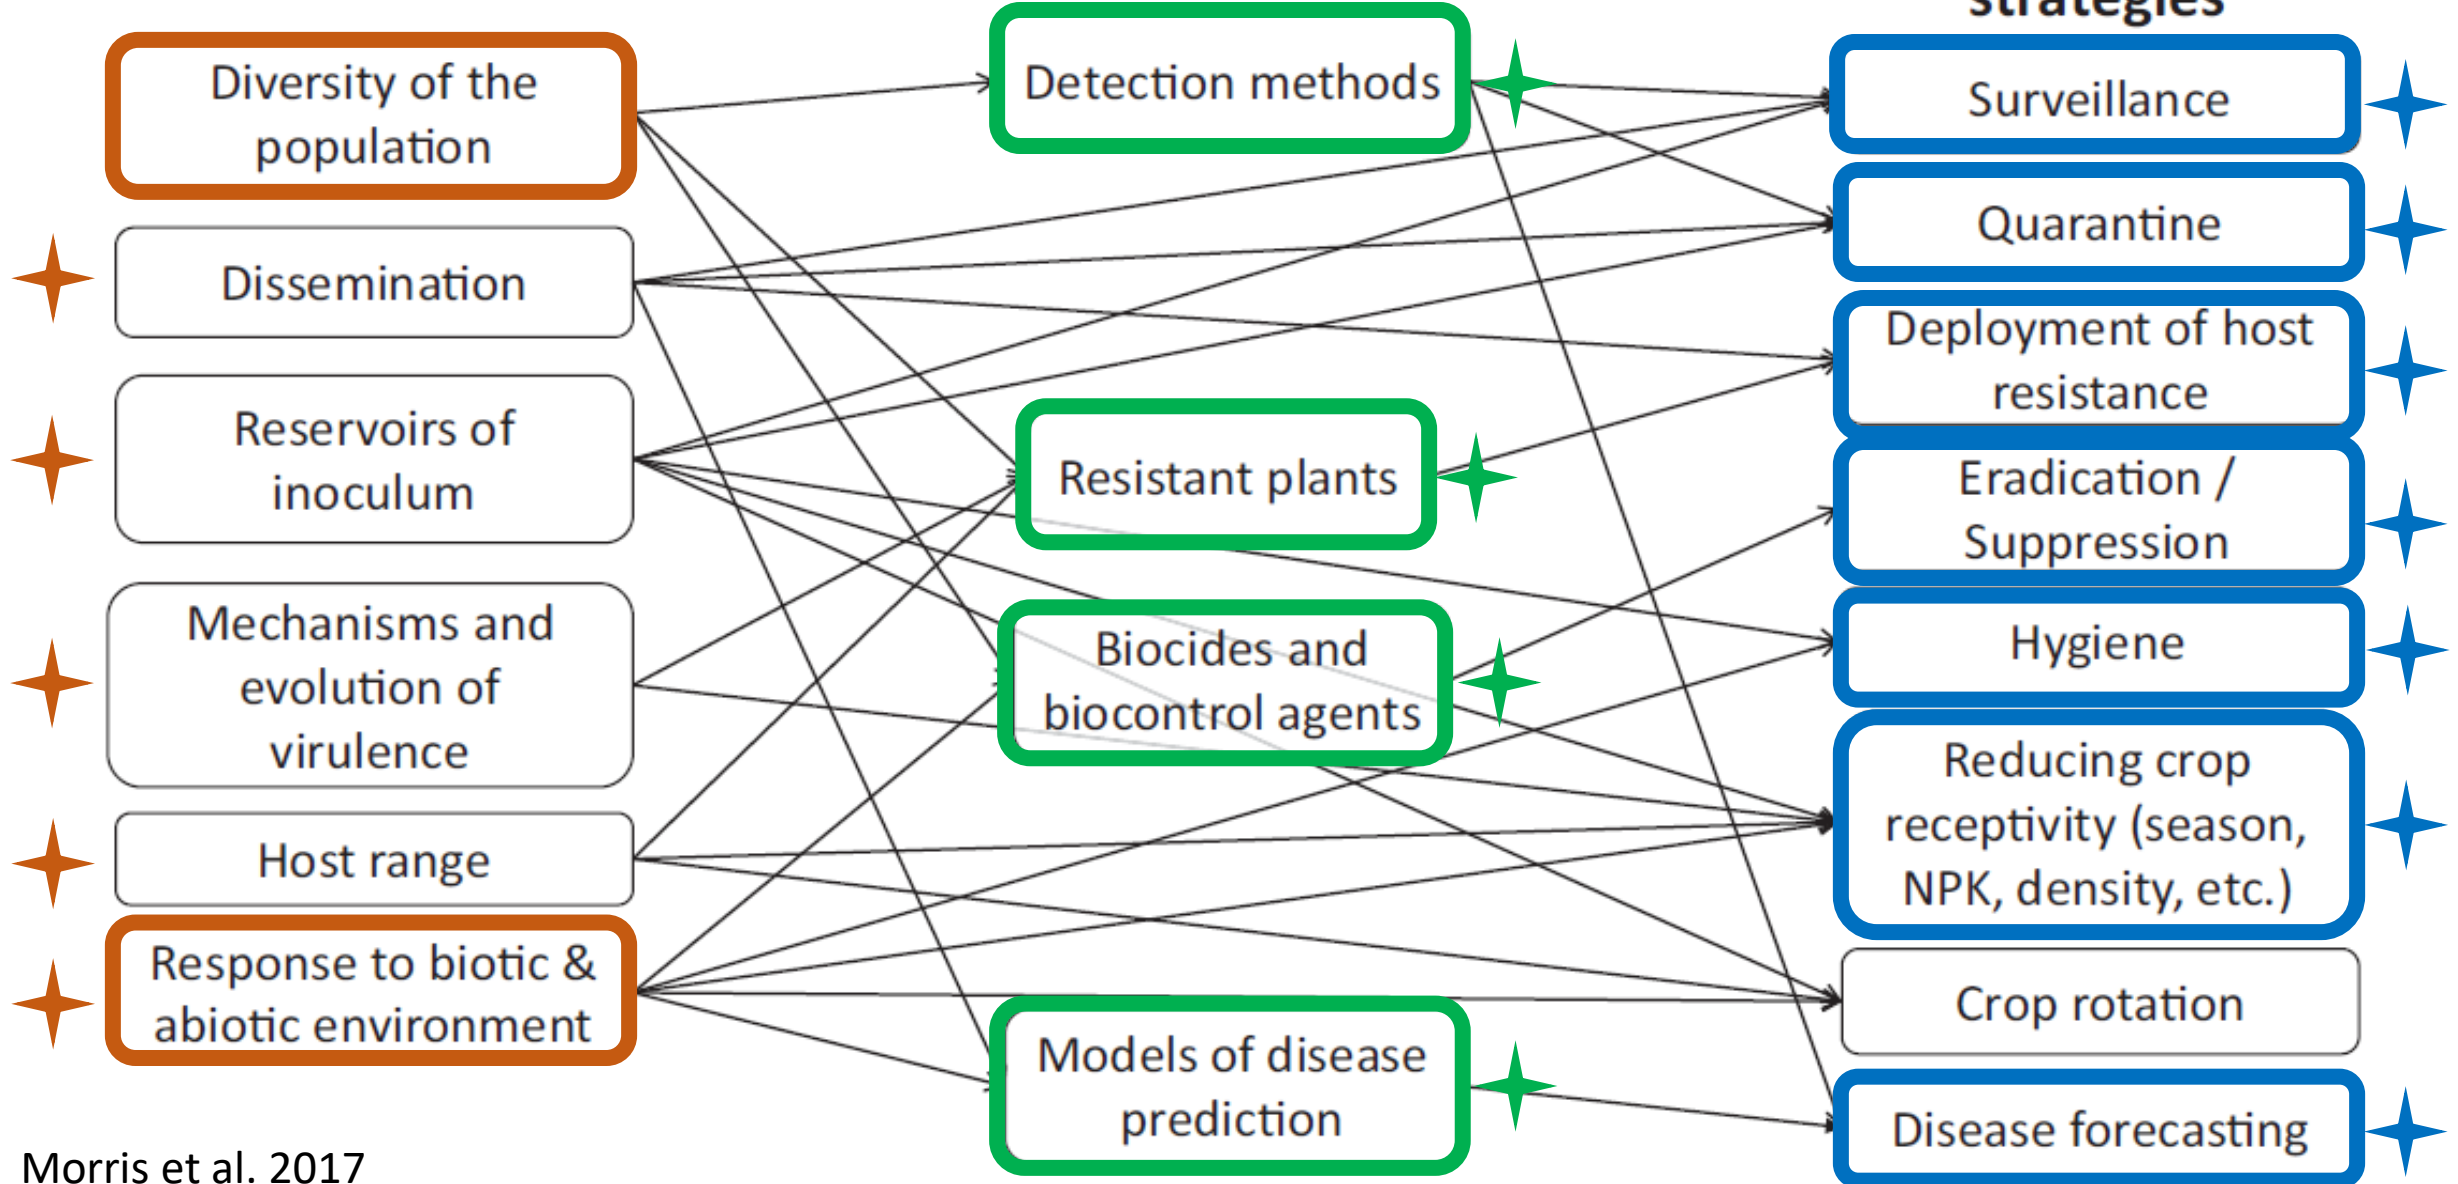 strategies
Diversity of the
population
Dissemination
Reservoirs of
inoculum
Mechanisms and
evolution of
virulence
Host range
Response to biotic &
abiotic environment
Detection methods
Resistant plants
Biocides and
biocontrol agents
Models of disease
prediction
Surveillance
Quarantine
Deployment of host
resistance
Eradication /
Suppression
Hygiene
Reducing crop
receptivity (season,
NPK, density, etc.)
Crop rotation
Disease forecasting
Morris et al. 2017